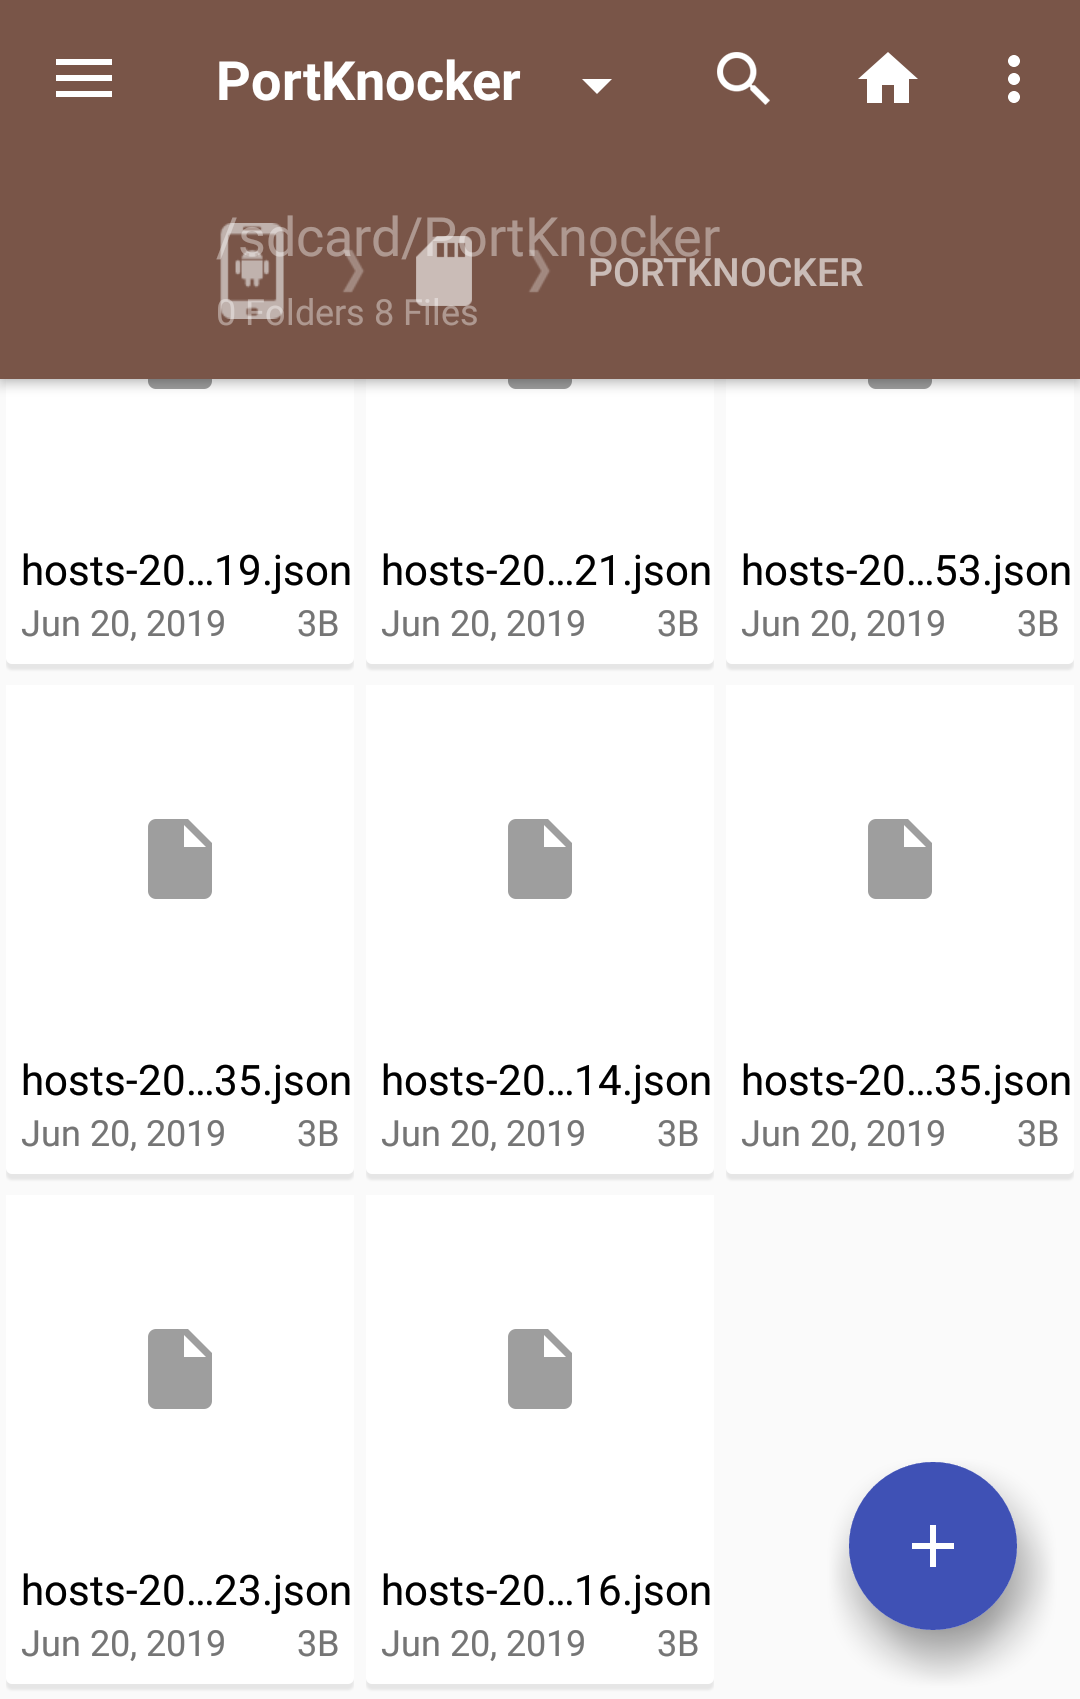 PortKnocker
/sdcard/PortKnocker
PORTKNOCKER
0 Folders 8 Files
hosts-20...19.json hosts-20...21.json hosts-20...53.json
Jun 20, 2019 3B Jun 20, 2019 3B Jun 20, 2019 3B
hosts-20...35.json hosts-20...14.json hosts-20...35.json
Jun 20, 2019 3B Jun 20, 2019 3B Jun 20, 2019 3B
hosts-20...23.json hosts-20...16.json
Jun 20, 2019 3B Jun 20, 2019 3B